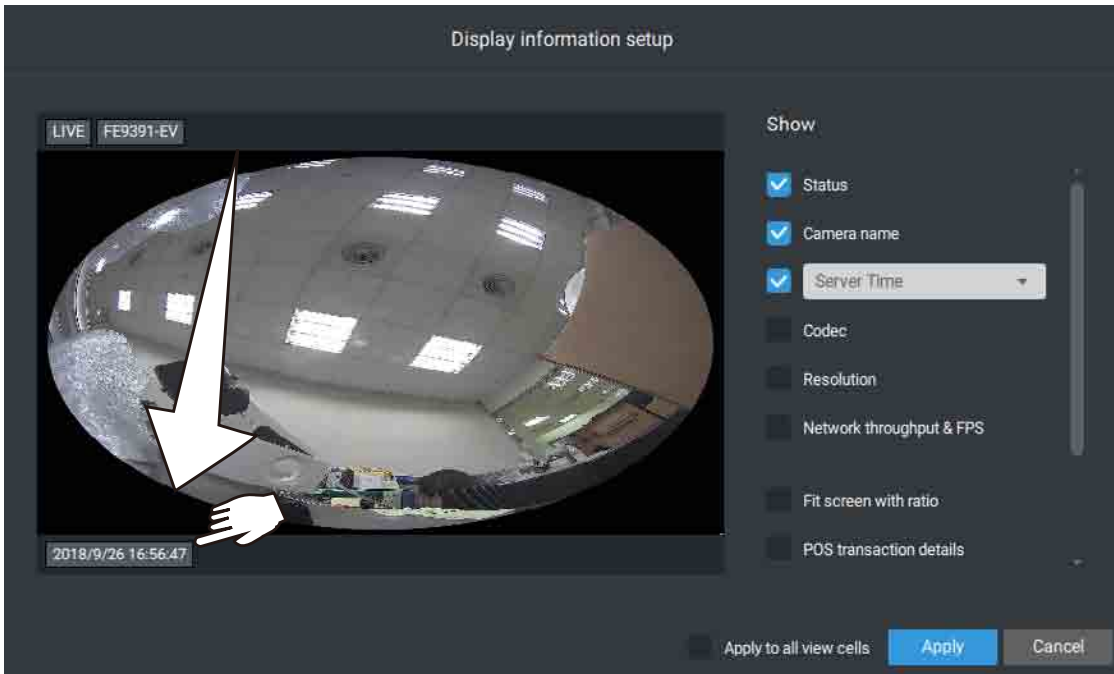 Display information setup
LIVE FE9391-EV
2018/9/26 16:56:47
Show
Status
Camera name
Server Time
Codec
Resolution
Network throughput & FPS
Fit screen with ratio
POS transaction details
Apply to all view cells Apply Cancel